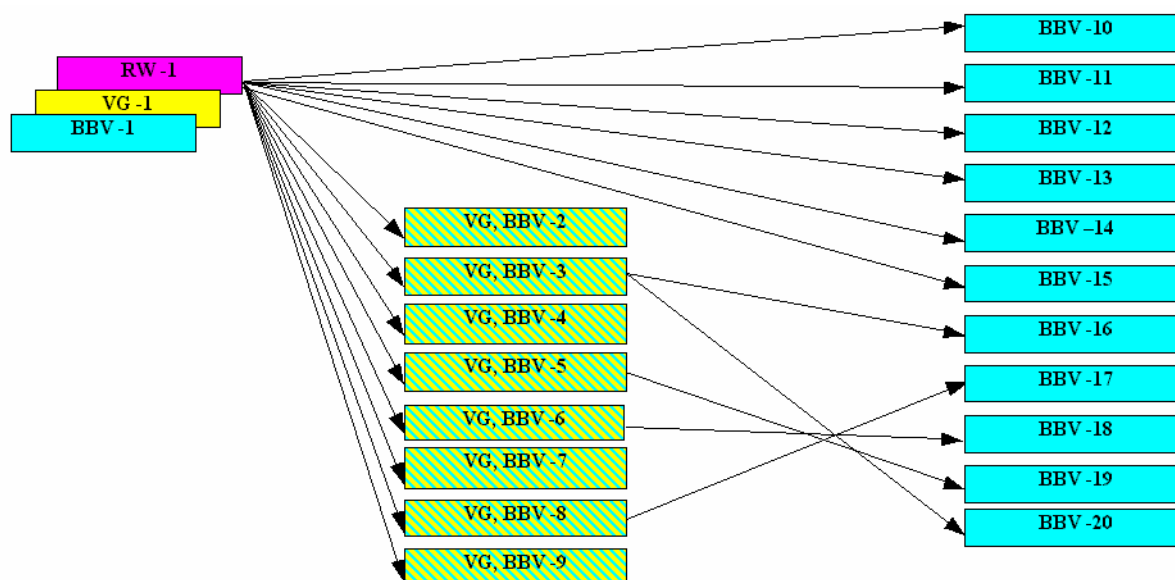 RW -1
VG -1
BBV -1
VG, BBV -2
VG, BBV -3
VG, BBV -4
VG, BBV -5
VG, BBV -6
VG, BBV -7
VG, BBV -8
VG, BBV -9
BBV -10
BBV -11
BBV -12
BBV -13
BBV –14
BBV -15
BBV -16
BBV -17
BBV -18
BBV -19
BBV -20